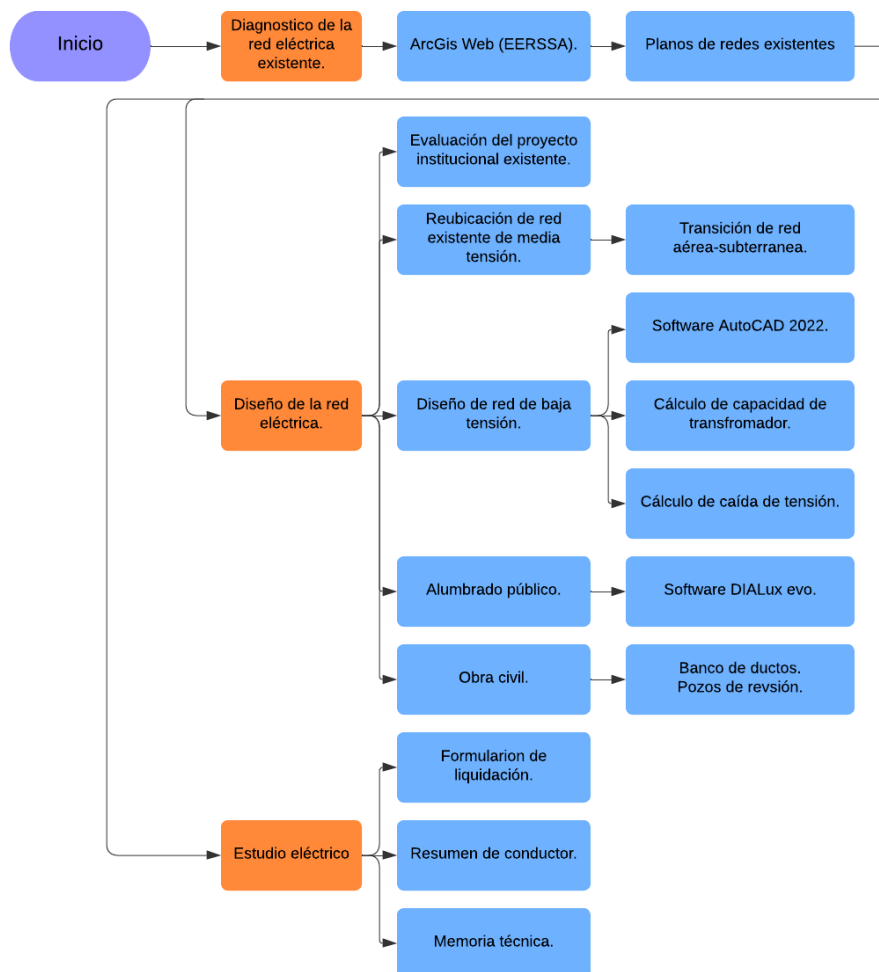 Inicio
Diagnostico de la
red eléctrica
existente.
ArcGis Web (EERSSA).
Planos de redes existentes
Evaluación del proyecto
institucional existente.
Reubicación de red
existente de media
tensión.
Transición de red
aérea-subterranea.
Software AutoCAD 2022.
Diseño de la red
eléctrica.
Diseño de red de baja
tensión.
Cálculo de capacidad de
transfromador.
Cálculo de caída de tensión.
Alumbrado público.
Software DIALux evo.
Obra civil.
Banco de ductos.
Pozos de revsión.
Formularion de
liquidación.
Estudio eléctrico
Resumen de conductor.
Memoria técnica.